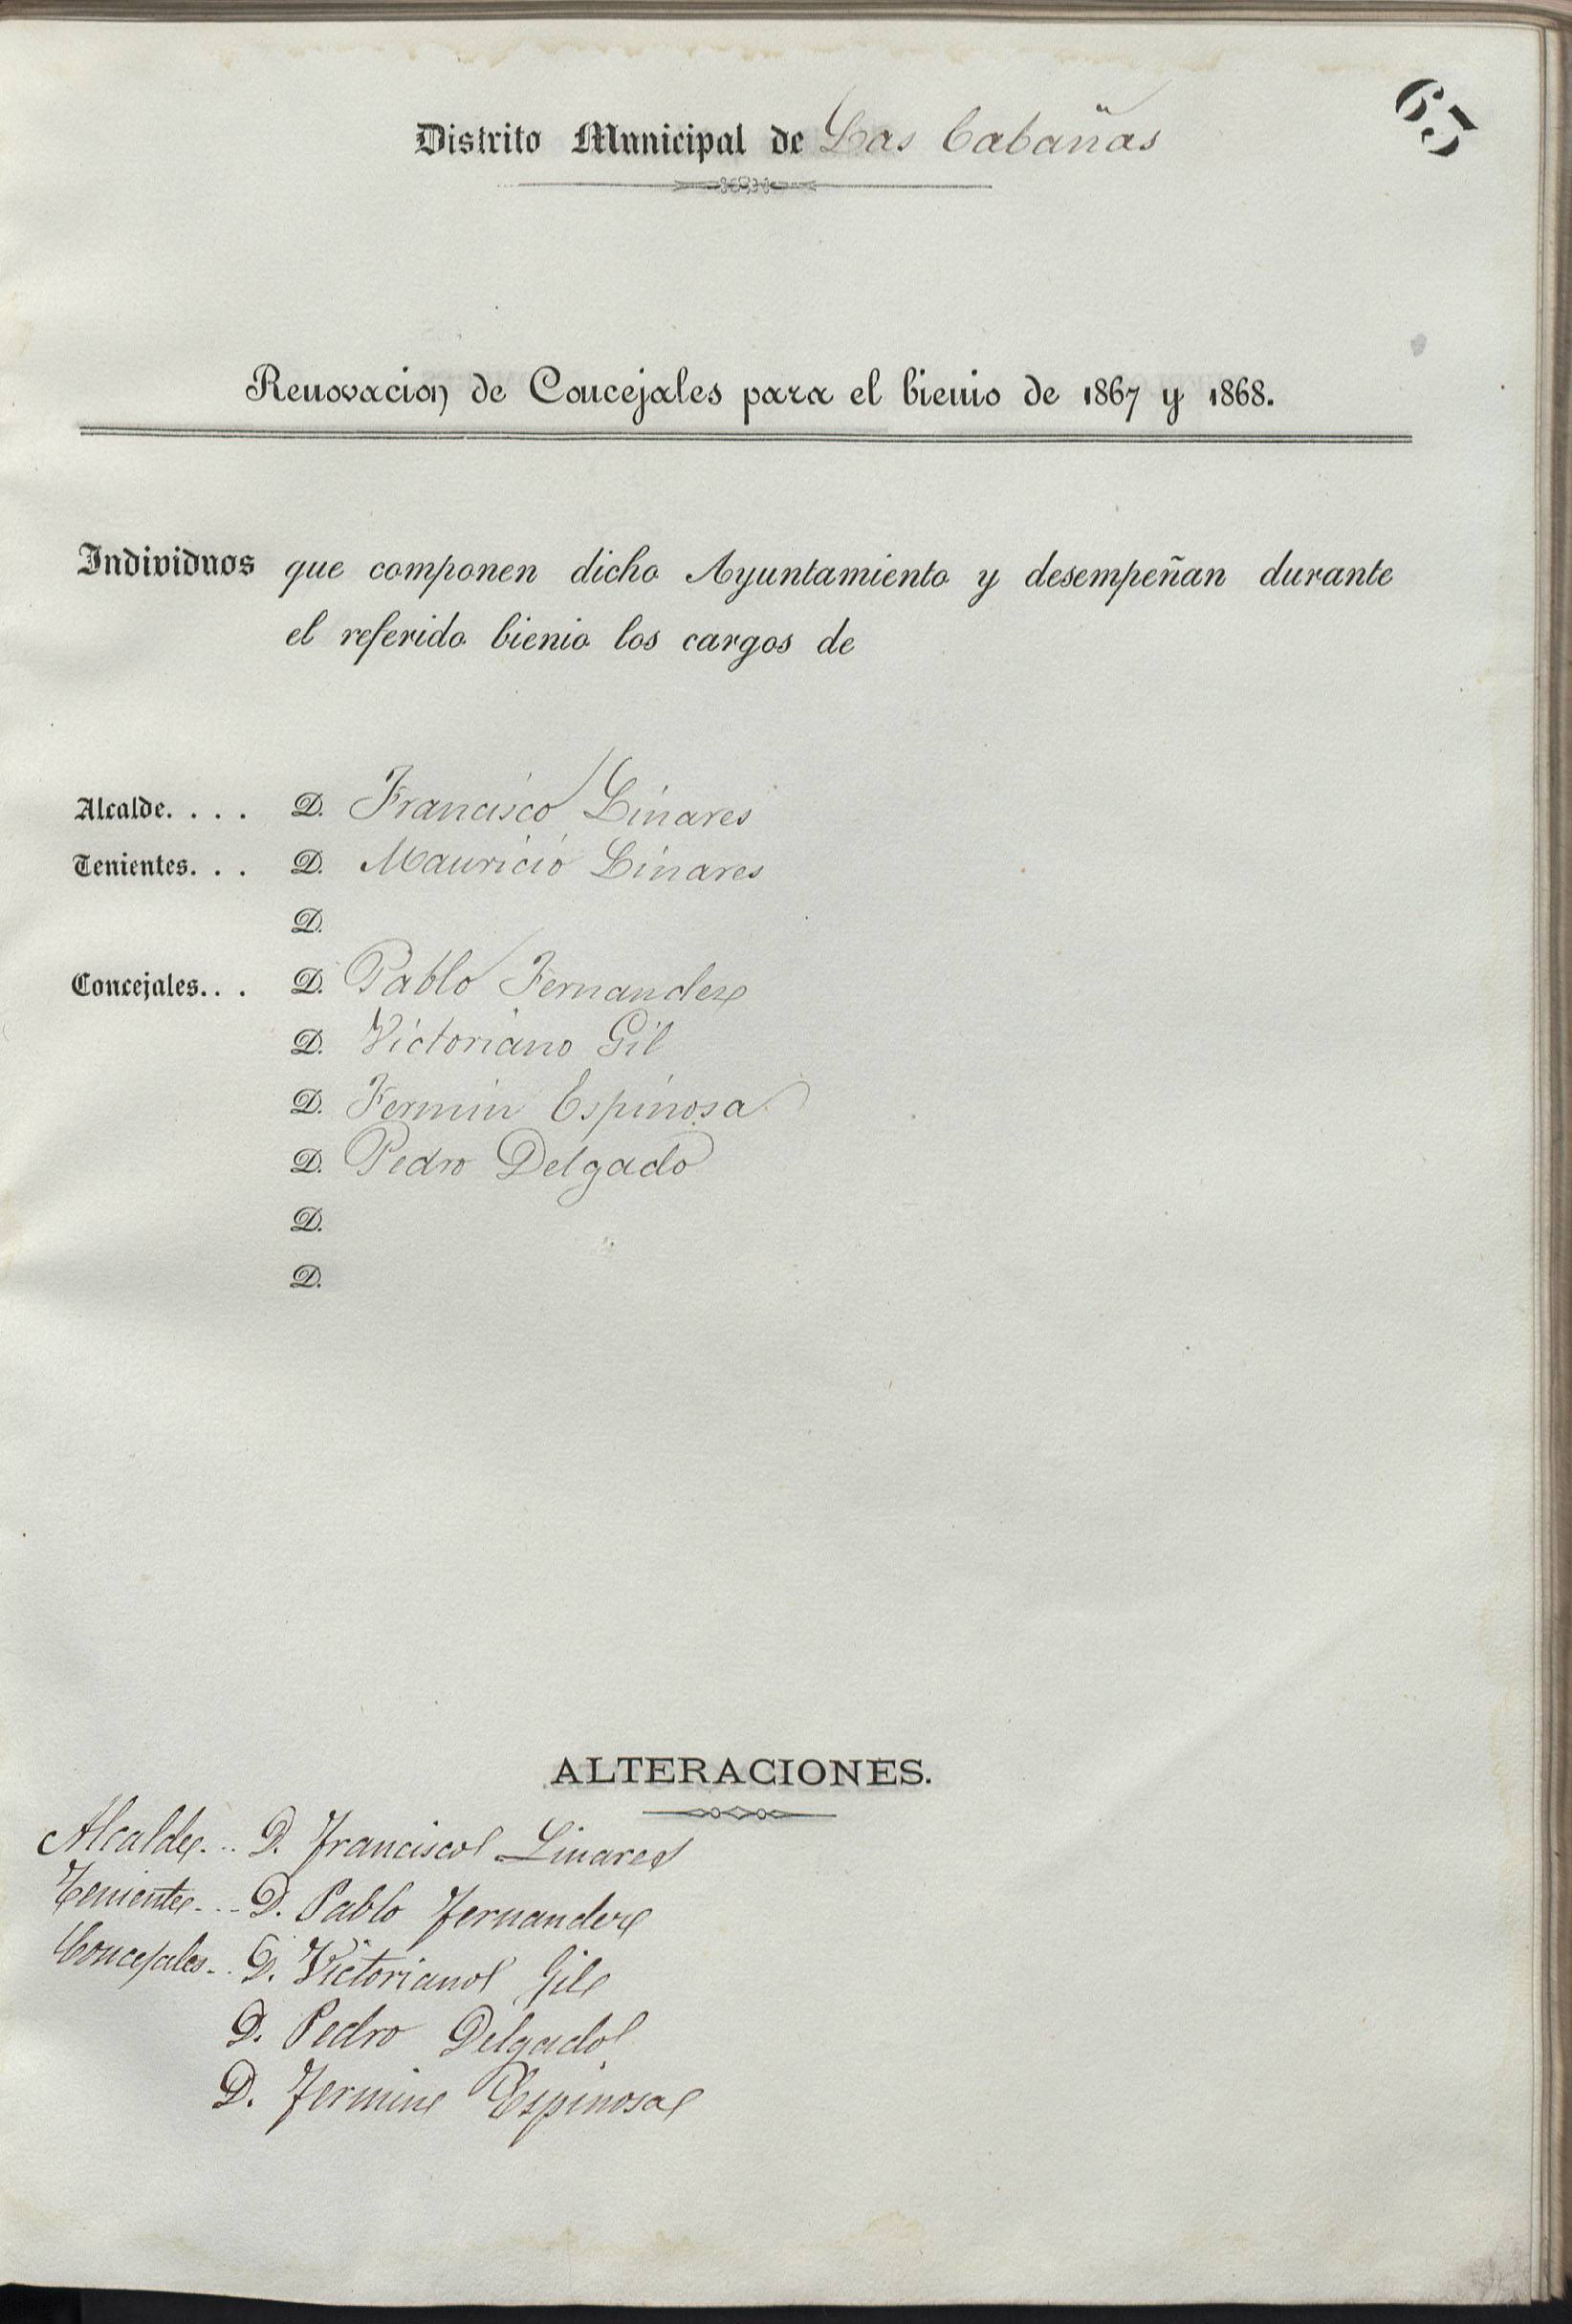 65
Distrito Municipal de Las Cabañas
Renovacion de Concejales para el bienio de 1867 y 1868.
Individuos que componen dicho Ayuntamiento y desempeñan durante
el referido bienio los cargos de
Alcalde. . . . D. Francisco Linares
Tenientes. . . D. Mauricio Linares
D.
Concejales. . . D. Pablo Fernandez
D. Victoriano Gil
D. Fermin Espinosa
D. Pedro Delgado
D.
D.
ALTERACIONES.
Alcalde... D. Francisco Linares
Teniente... D. Pablo Fernandez
Concejales.. D. Victoriano Gil
D. Pedro Delgado
D. Fermin Espinosa